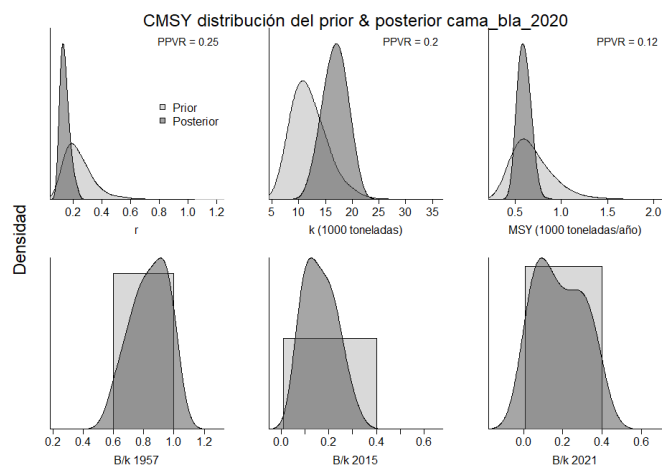 CMSY distribución del prior & posterior cama_bla_2020
PPVR = 0.25
PPVR = 0.2
PPVR = 0.12
Prior
Posterior
0.2 0.4 0.6 0.8 1.0 1.2
r
5 10 15 20 25 30 35
k (1000 toneladas)
0.5 1.0 1.5 2.0
MSY (1000 toneladas/año)
Densidad
0.2 0.4 0.6 0.8 1.0 1.2
B/k 1957
0.0 0.2 0.4 0.6
B/k 2015
0.0 0.2 0.4 0.6
B/k 2021